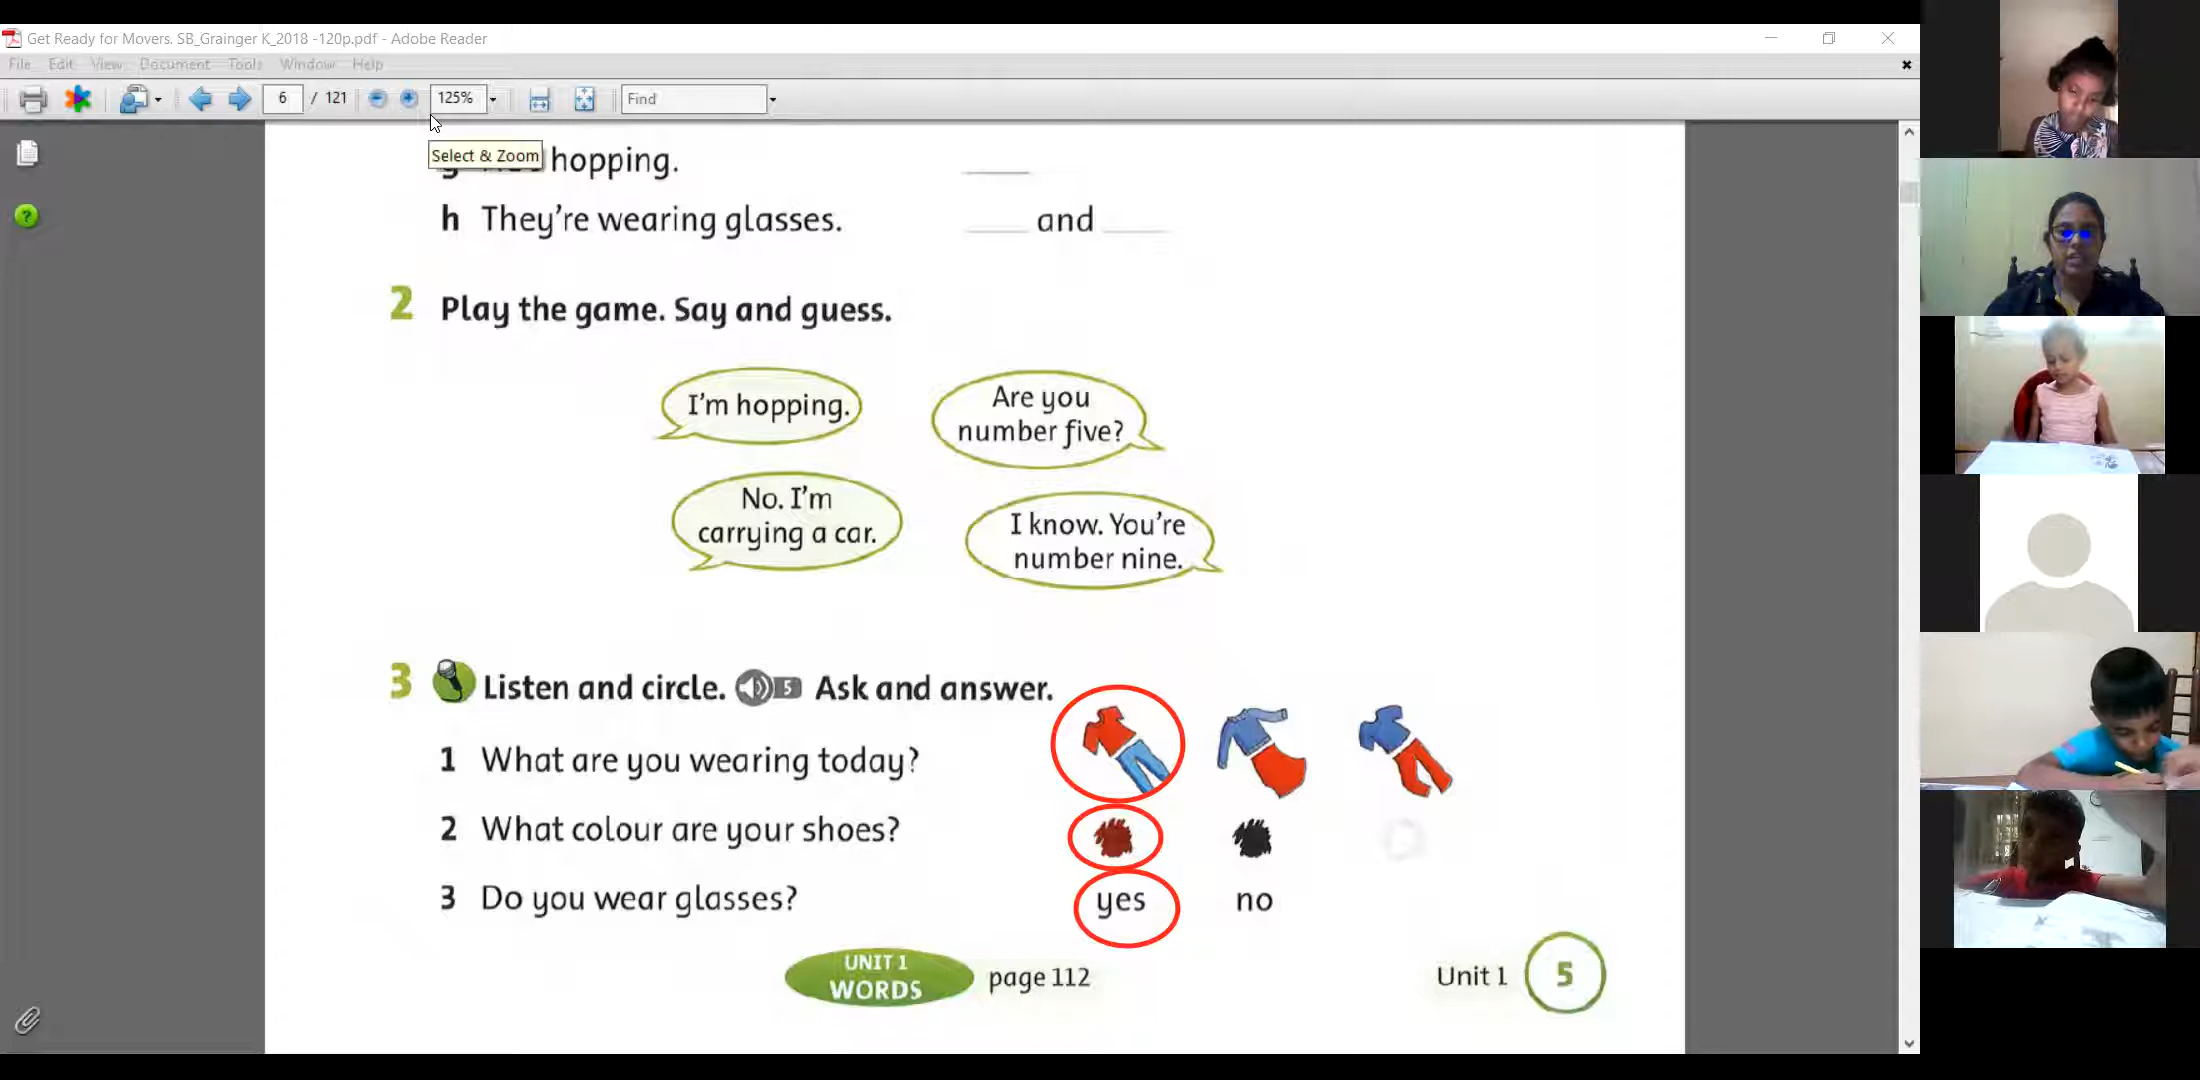 Get Ready for Movers. SB_Grainger K_2018 -120p.pdf - Adobe Reader
File Edit View Document Tools Window Help
6 / 121 125% Find
Select & Zoom
hopping.
h They're wearing glasses. ____ and ____
2 Play the game. Say and guess.
I'm hopping.
Are you
number five?
No. I'm
carrying a car.
I know. You're
number nine.
3 Listen and circle. 5 Ask and answer.
1 What are you wearing today?
2 What colour are your shoes?
3 Do you wear glasses? yes no
UNIT 1
WORDS
page 112
Unit 1 5